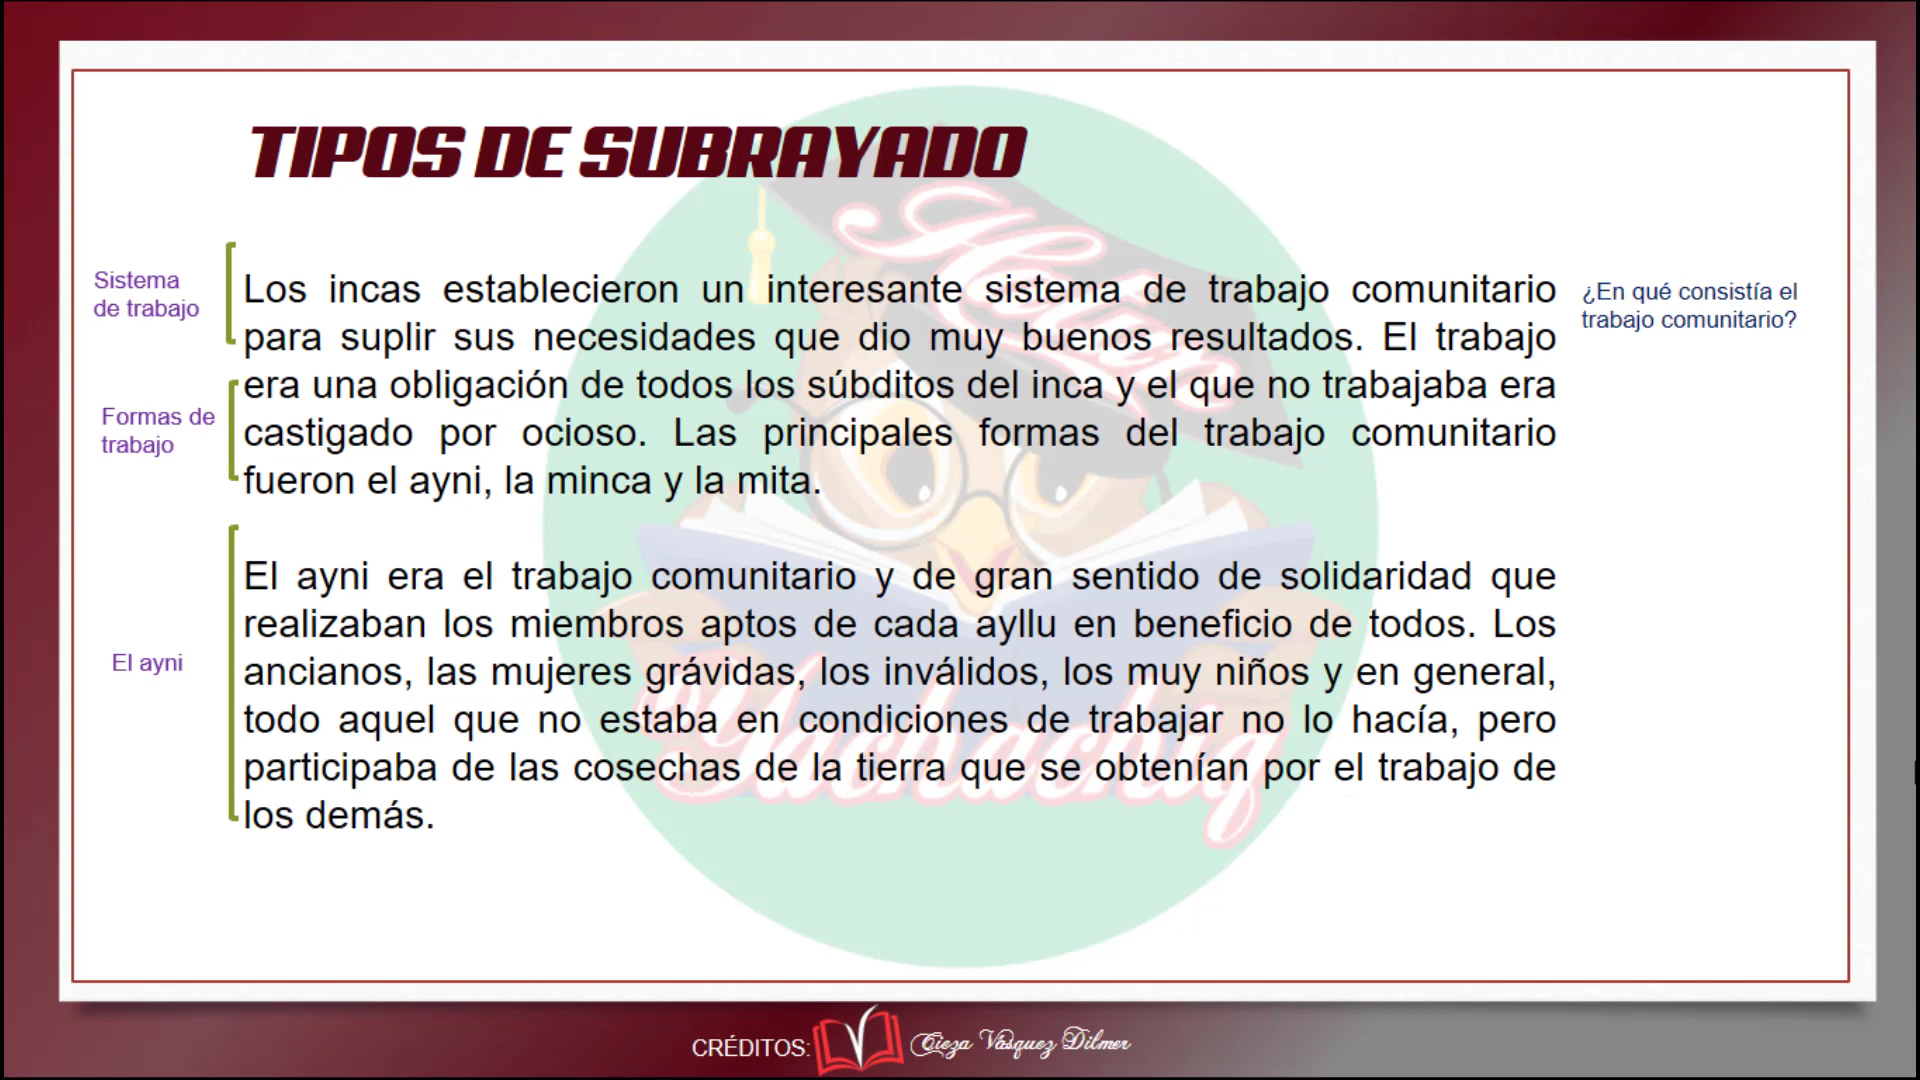 TIPOS DE SUBRAYADO
Sistema
de trabajo
Los incas establecieron un interesante sistema de trabajo comunitario
para suplir sus necesidades que dio muy buenos resultados. El trabajo
era una obligación de todos los súbditos del inca y el que no trabajaba era
castigado por ocioso. Las principales formas del trabajo comunitario
fueron el ayni, la minca y la mita.
¿En qué consistía el
trabajo comunitario?
Formas de
trabajo
El ayni
El ayni era el trabajo comunitario y de gran sentido de solidaridad que
realizaban los miembros aptos de cada ayllu en beneficio de todos. Los
ancianos, las mujeres grávidas, los inválidos, los muy niños y en general,
todo aquel que no estaba en condiciones de trabajar no lo hacía, pero
participaba de las cosechas de la tierra que se obtenían por el trabajo de
los demás.
Yachachiq
CRÉDITOS:
Cieza Vásquez Dilmer